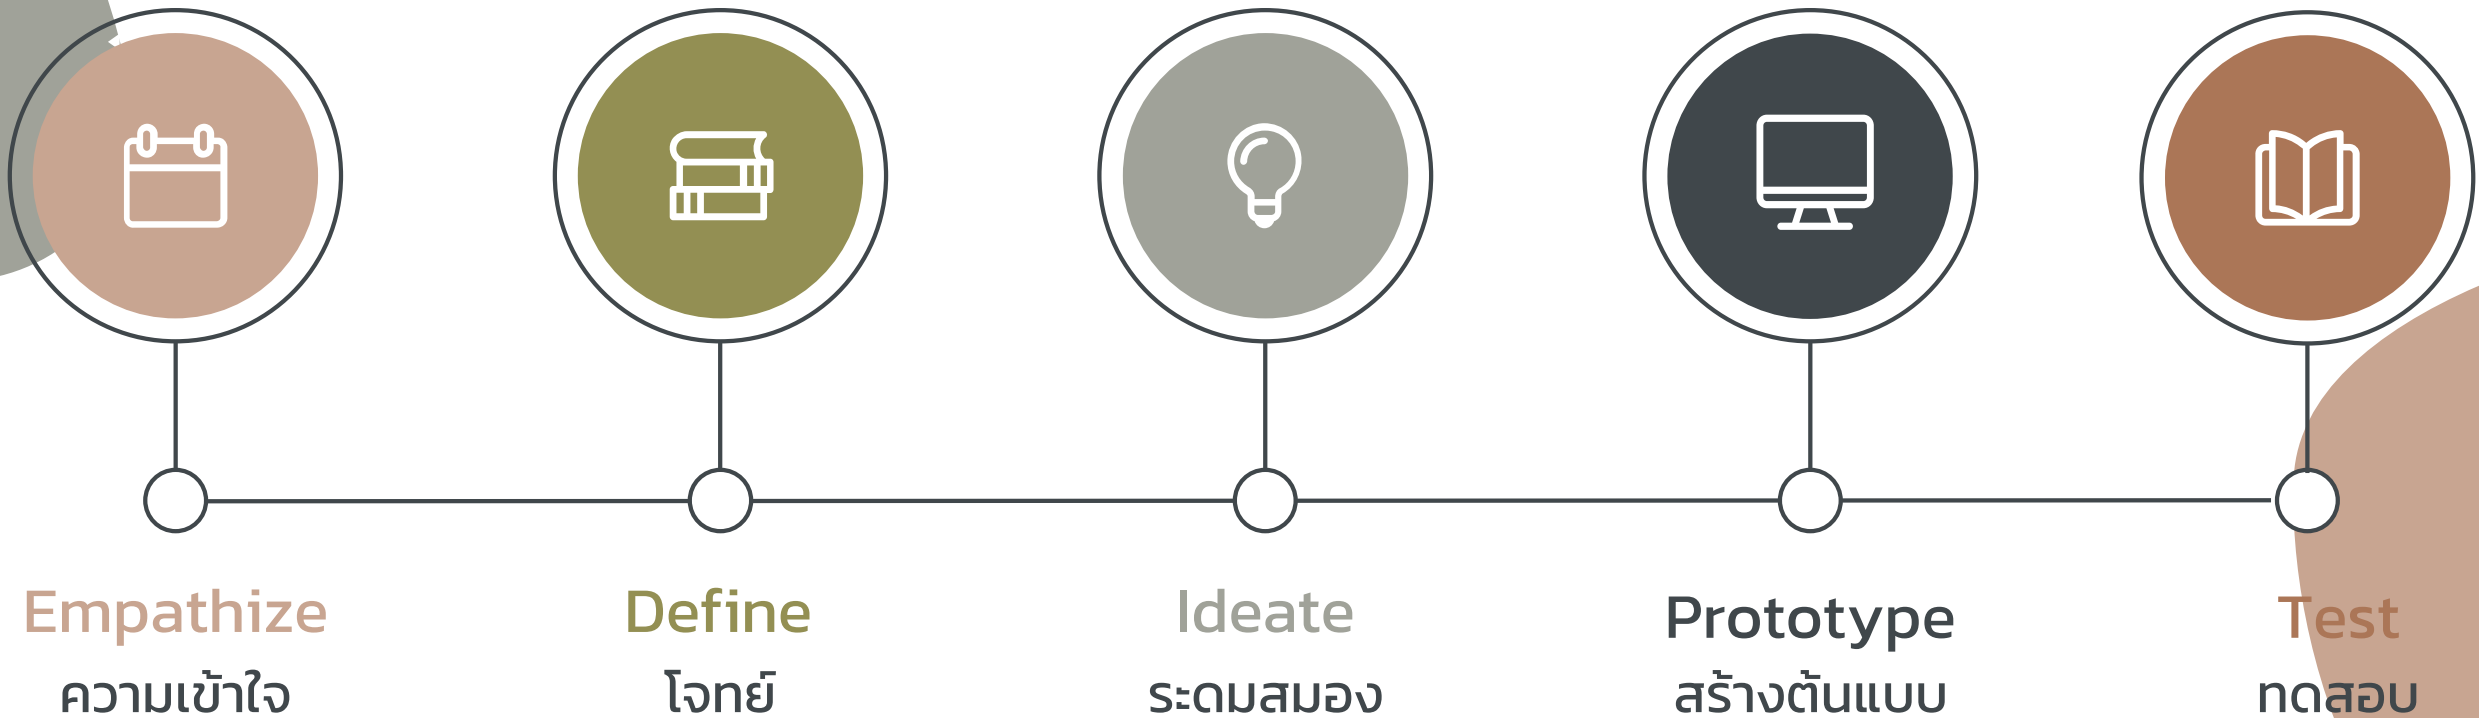 Empathize
ความเข้าใจ
Define
โจทย์
Ideate
ระดมสมอง
Prototype
สร้างต้นแบบ
Test
ทดสอบ